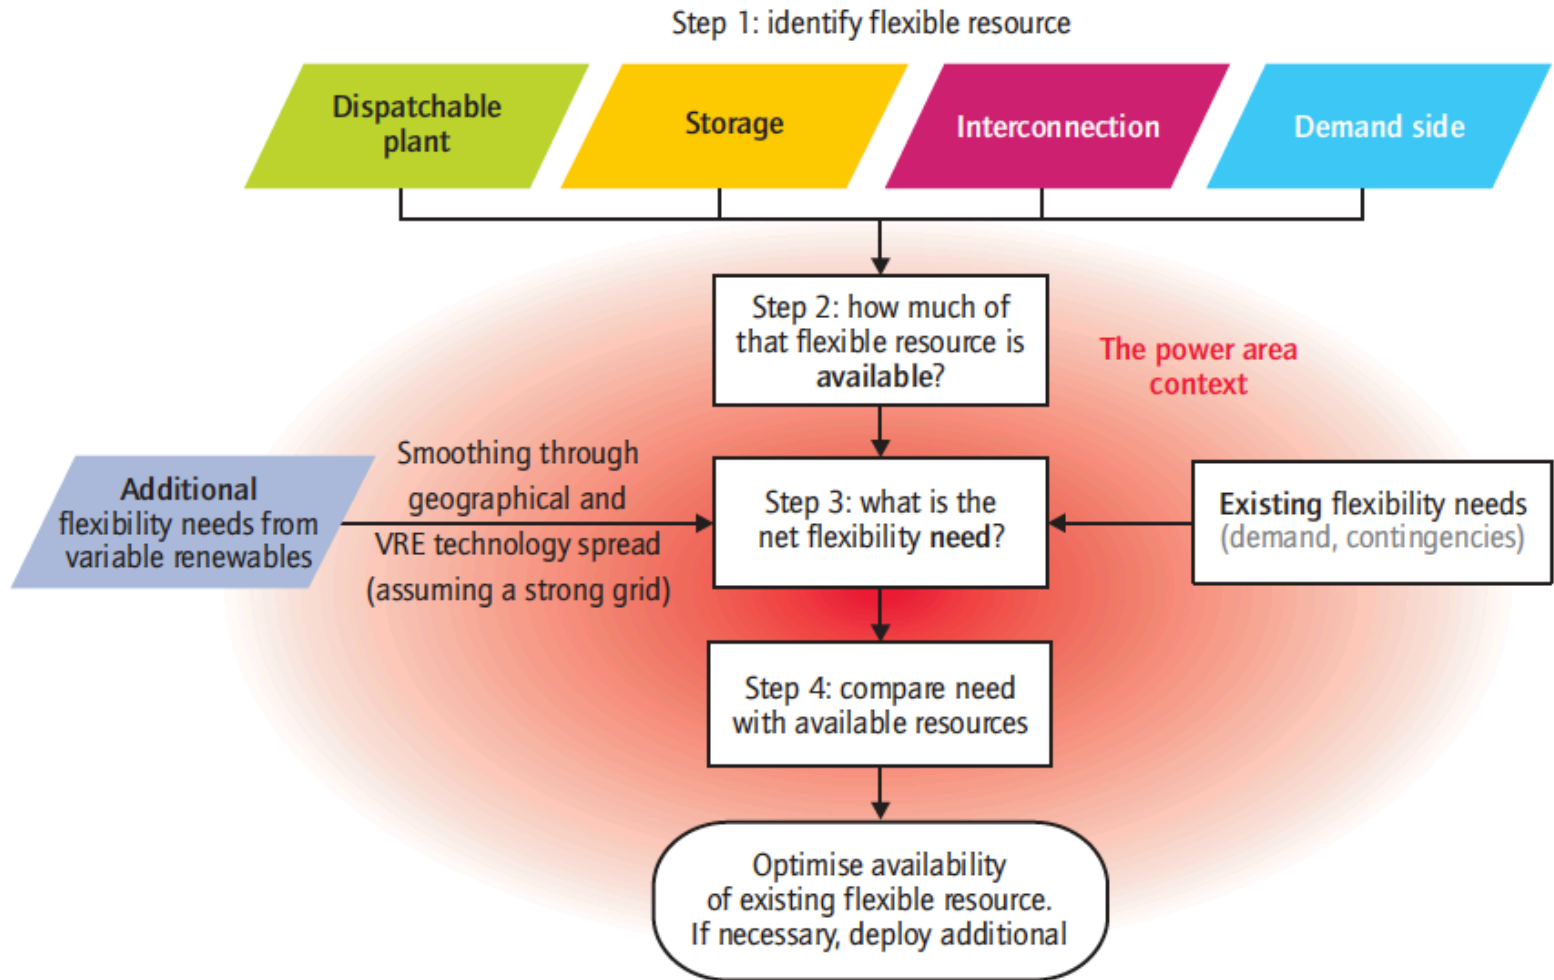 Step 1: identify flexible resource
Dispatchable
plant
Storage
Interconnection
Demand side
Step 2: how much of
that flexible resource is
available?
The power area
context
Additional
flexibility needs from
variable renewables
Smoothing through
geographical and
VRE technology spread
(assuming a strong grid)
Step 3: what is the
net flexibility need?
Existing flexibility needs
(demand, contingencies)
Step 4: compare need
with available resources
Optimise availability
of existing flexible resource.
If necessary, deploy additional